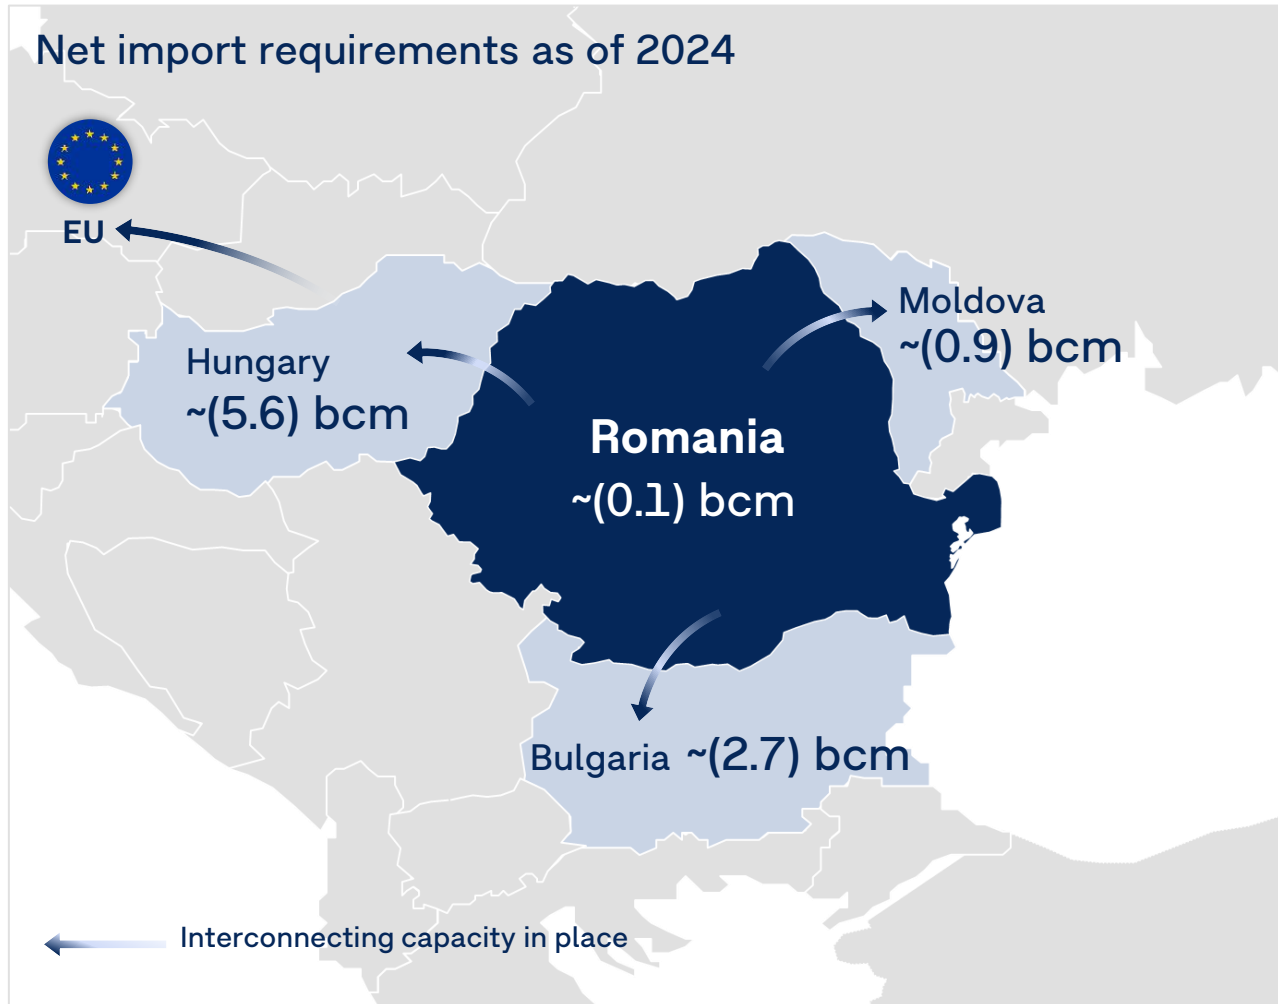 Net import requirements as of 2024
EU
Moldova
~(0.9) bcm
Hungary
~(5.6) bcm
Romania
~(0.1) bcm
Bulgaria ~(2.7) bcm
Interconnecting capacity in place